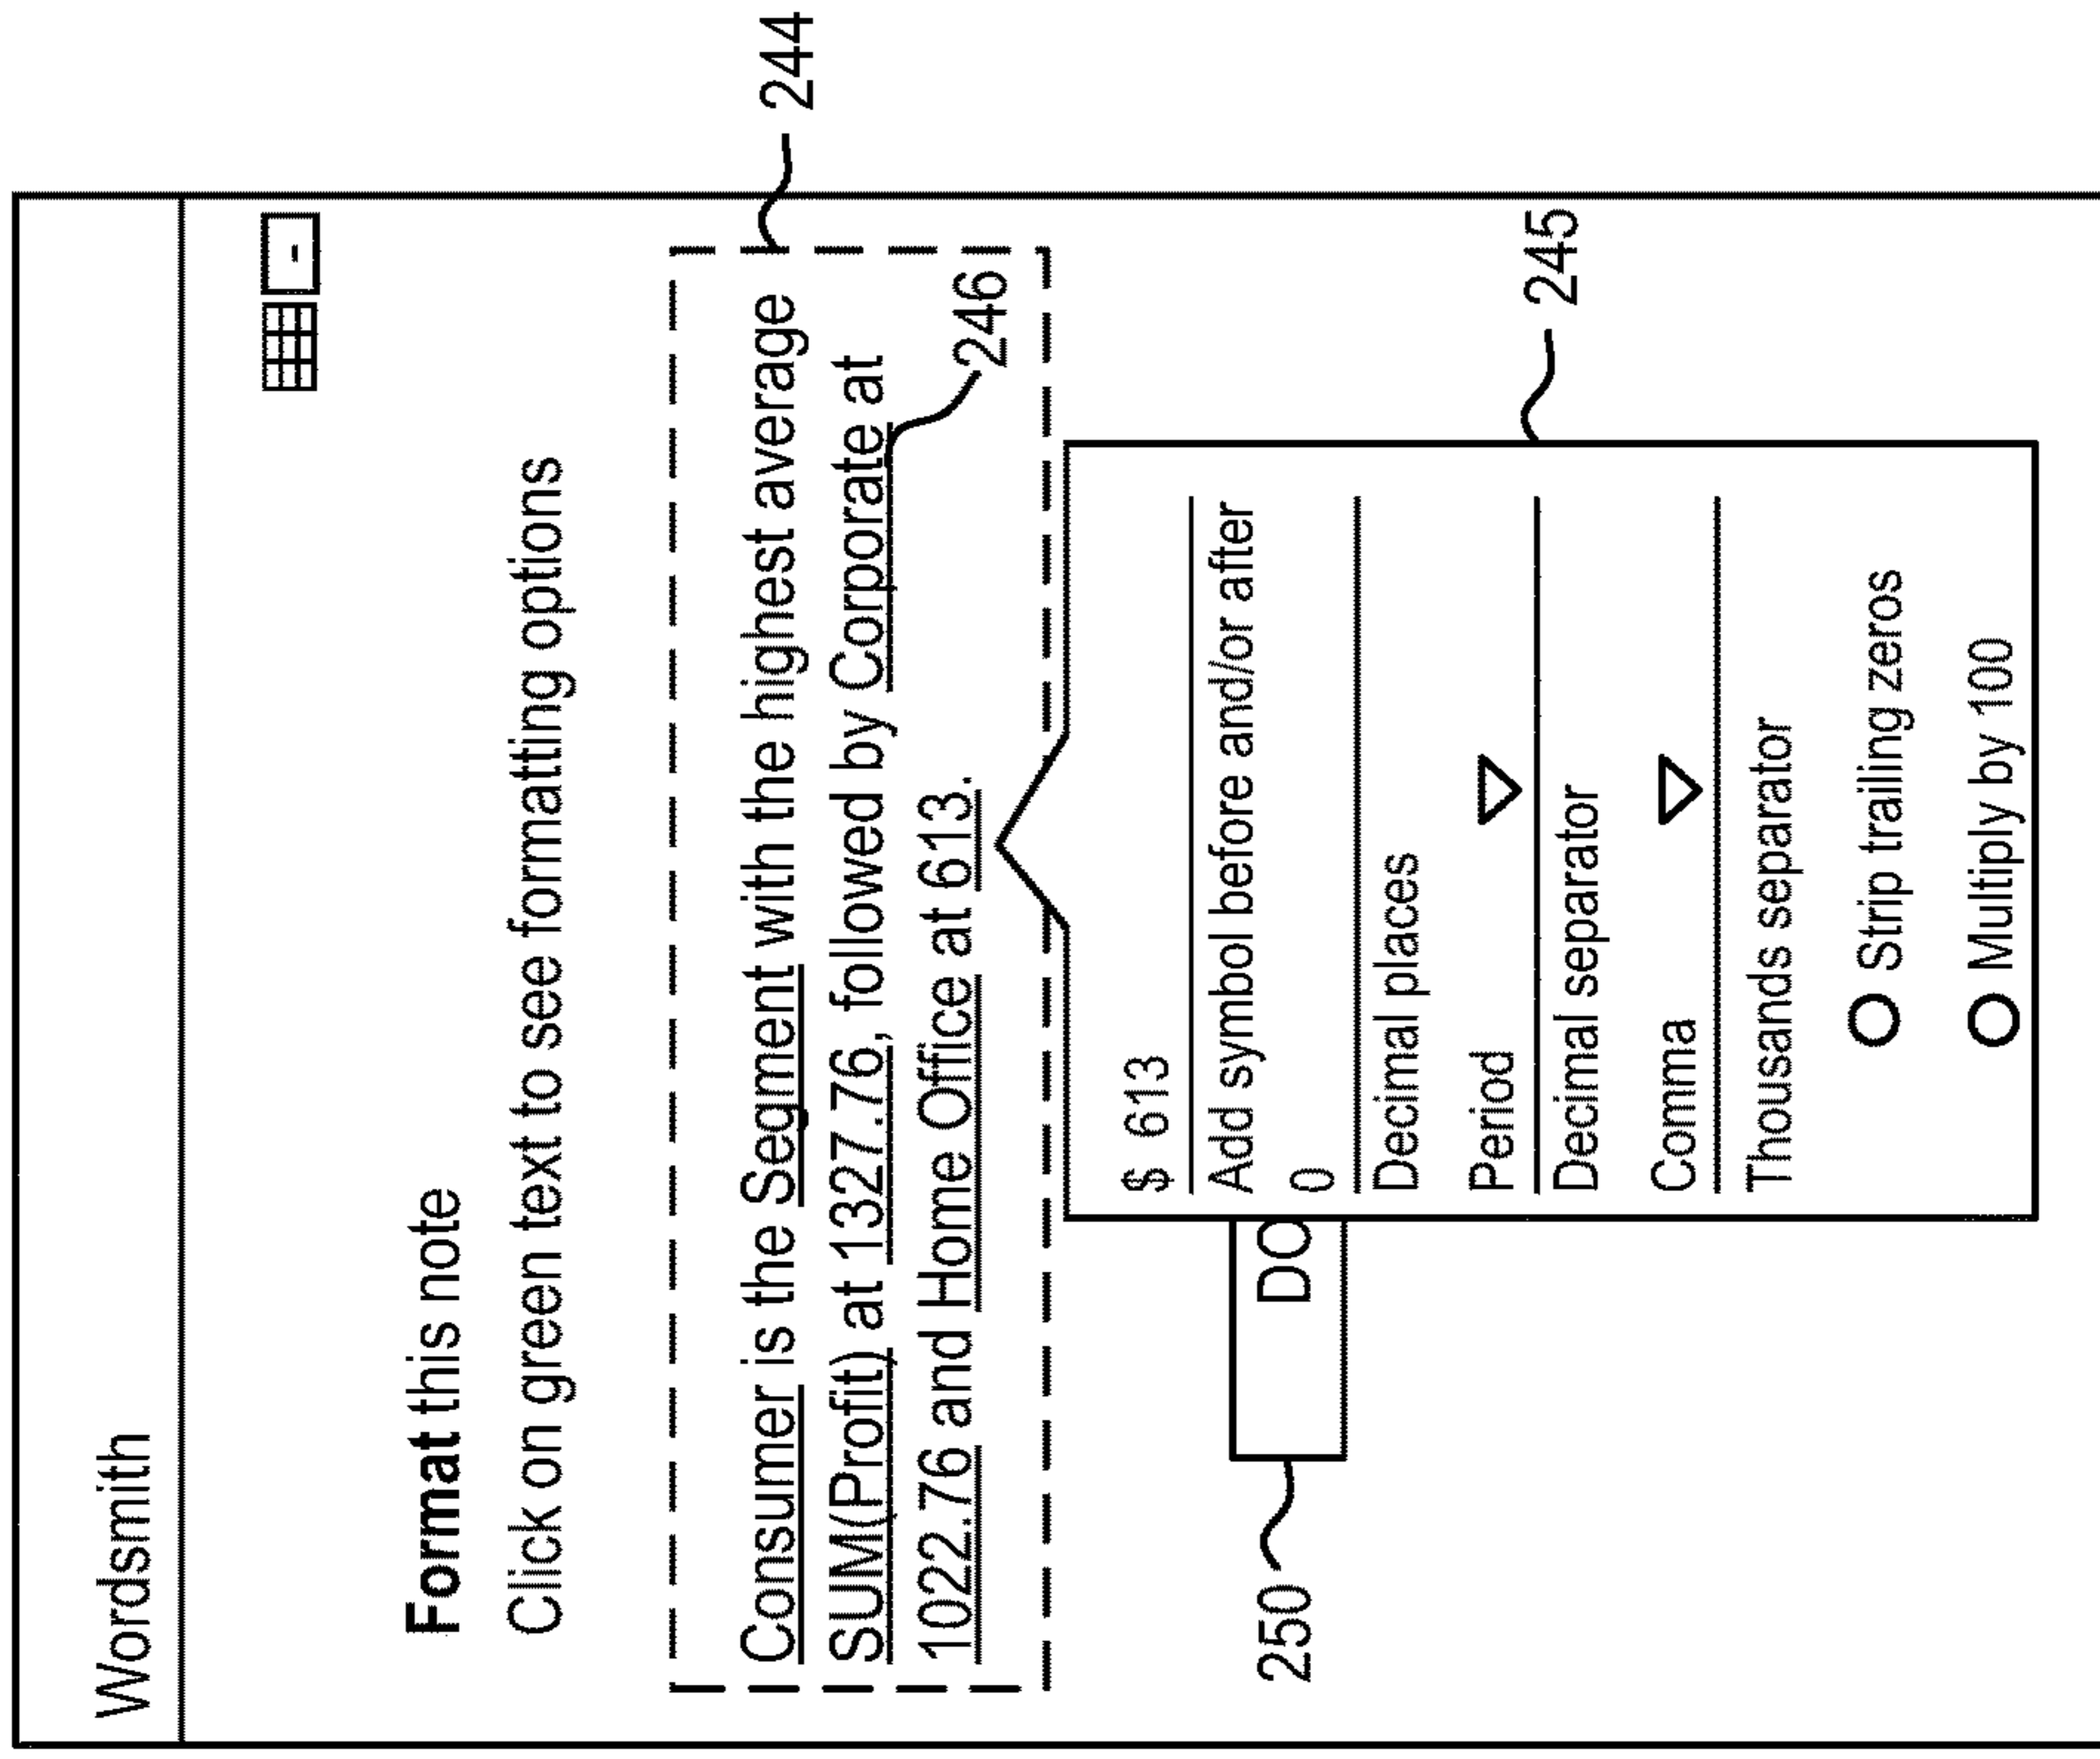 Wordsmith
-
Format this note
Click on green text to see formatting options
244
Consumer is the Segment with the highest average
SUM(Profit) at 1327.76, followed by Corporate at
1022.76 and Home Office at 613.
246
$ 613
Add symbol before and/or after
0
Decimal places
Period
Decimal separator
Comma
Thousands separator
Strip trailing zeros
Multiply by 100
245
DO
250